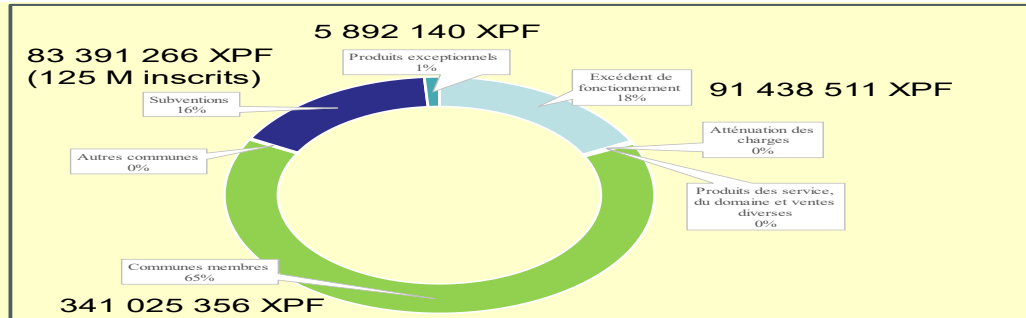 5 892 140 XPF
83 391 266 XPF
(125 M inscrits)
Produits exceptionnels
1%
Excédent de
fonctionnement
18%
91 438 511 XPF
Subventions
16%
Atténuation des
charges
0%
Autres communes
0%
Produits des service,
du domaine et ventes
diverses
0%
Communes membres
65%
341 025 356 XPF